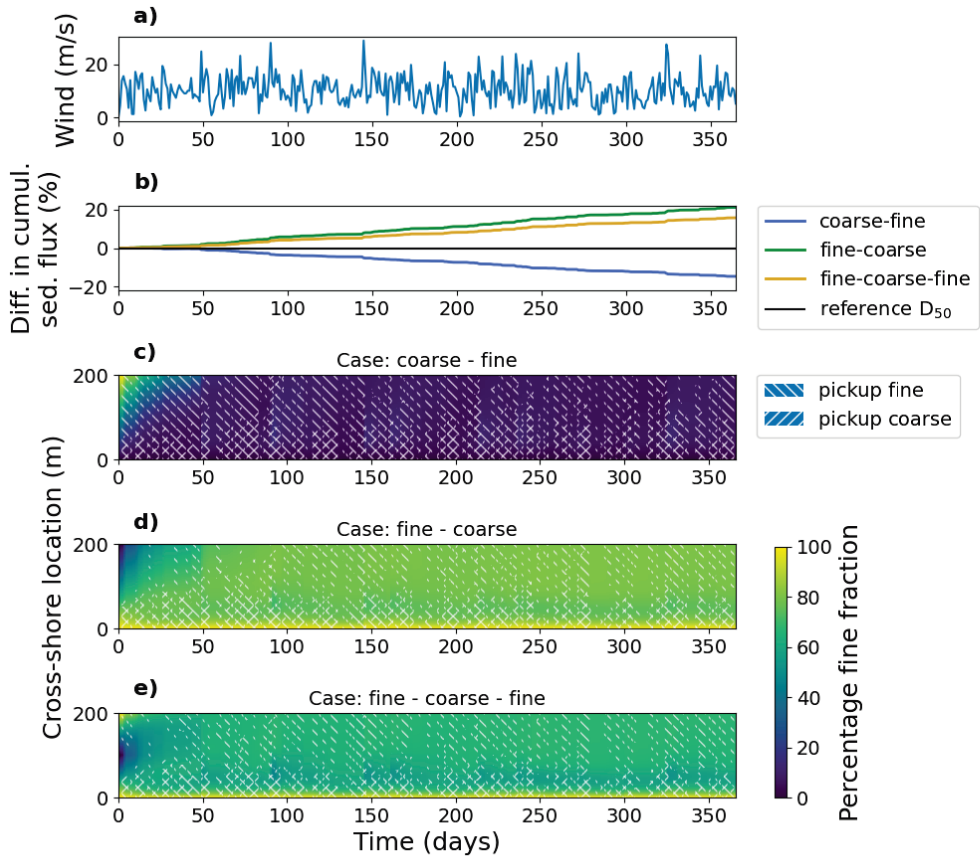 a)
Wind (m/s)
20
0
0 50 100 150 200 250 300 350
b)
Diff. in cumul.
sed. flux (%)
20
0
−20
0 50 100 150 200 250 300 350
coarse-fine
fine-coarse
fine-coarse-fine
reference D₅₀
c)
Case: coarse - fine
200
0
0 50 100 150 200 250 300 350
pickup fine
pickup coarse
Cross-shore location (m)
d)
Case: fine - coarse
200
0
0 50 100 150 200 250 300 350
e)
Case: fine - coarse - fine
200
0
0 50 100 150 200 250 300 350
Time (days)
100
80
60
40
20
0
Percentage fine fraction